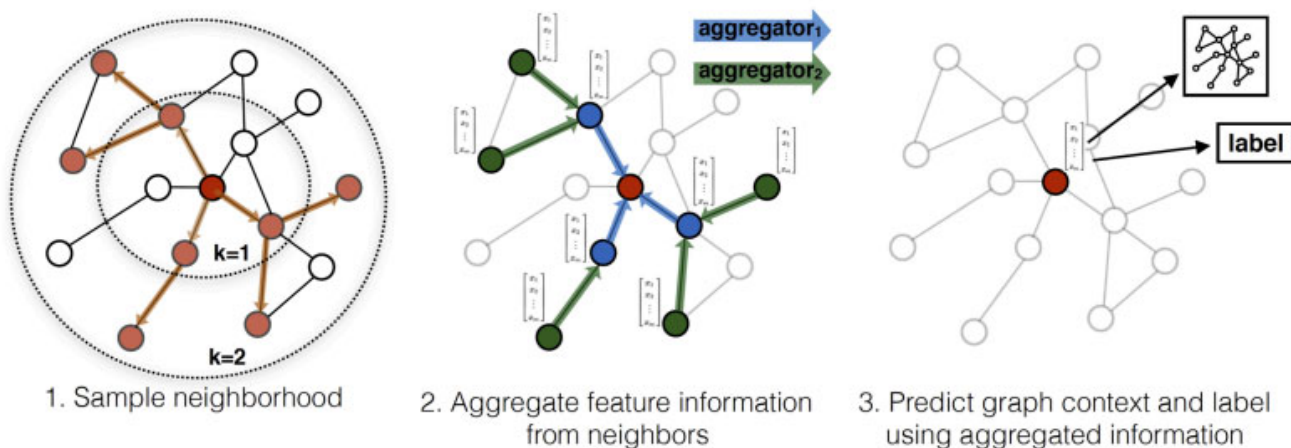 k=1
k=2
1. Sample neighborhood
aggregator₁
aggregator₂
2. Aggregate feature information
from neighbors
label
3. Predict graph context and label
using aggregated information